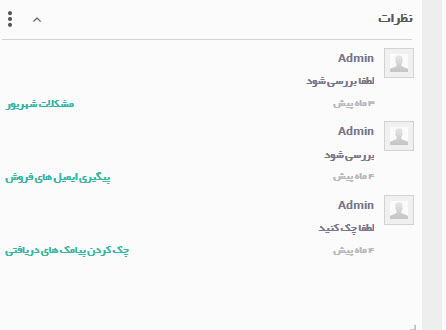 نظرات
Admin
لطفا بررسی شود
۳ ماه پیش
مشکلات شهریور
Admin
بررسی شود
۴ ماه پیش
پیگیری ایمیل های فروش
Admin
لطفا چک کنید
۴ ماه پیش
چک کردن پیامک های دریافتی